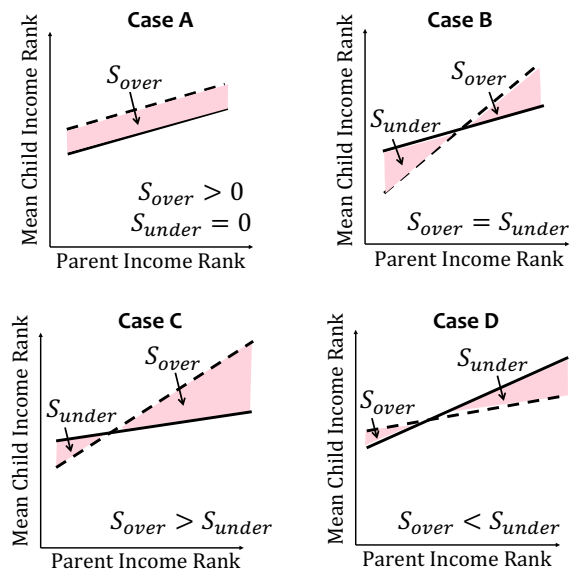 Case A
Mean Child Income Rank
S_over
S_over > 0
S_under = 0
Parent Income Rank
Case B
Mean Child Income Rank
S_over
S_under
S_over = S_under
Parent Income Rank
Case C
Mean Child Income Rank
S_over
S_under
S_over > S_under
Parent Income Rank
Case D
Mean Child Income Rank
S_under
S_over
S_over < S_under
Parent Income Rank